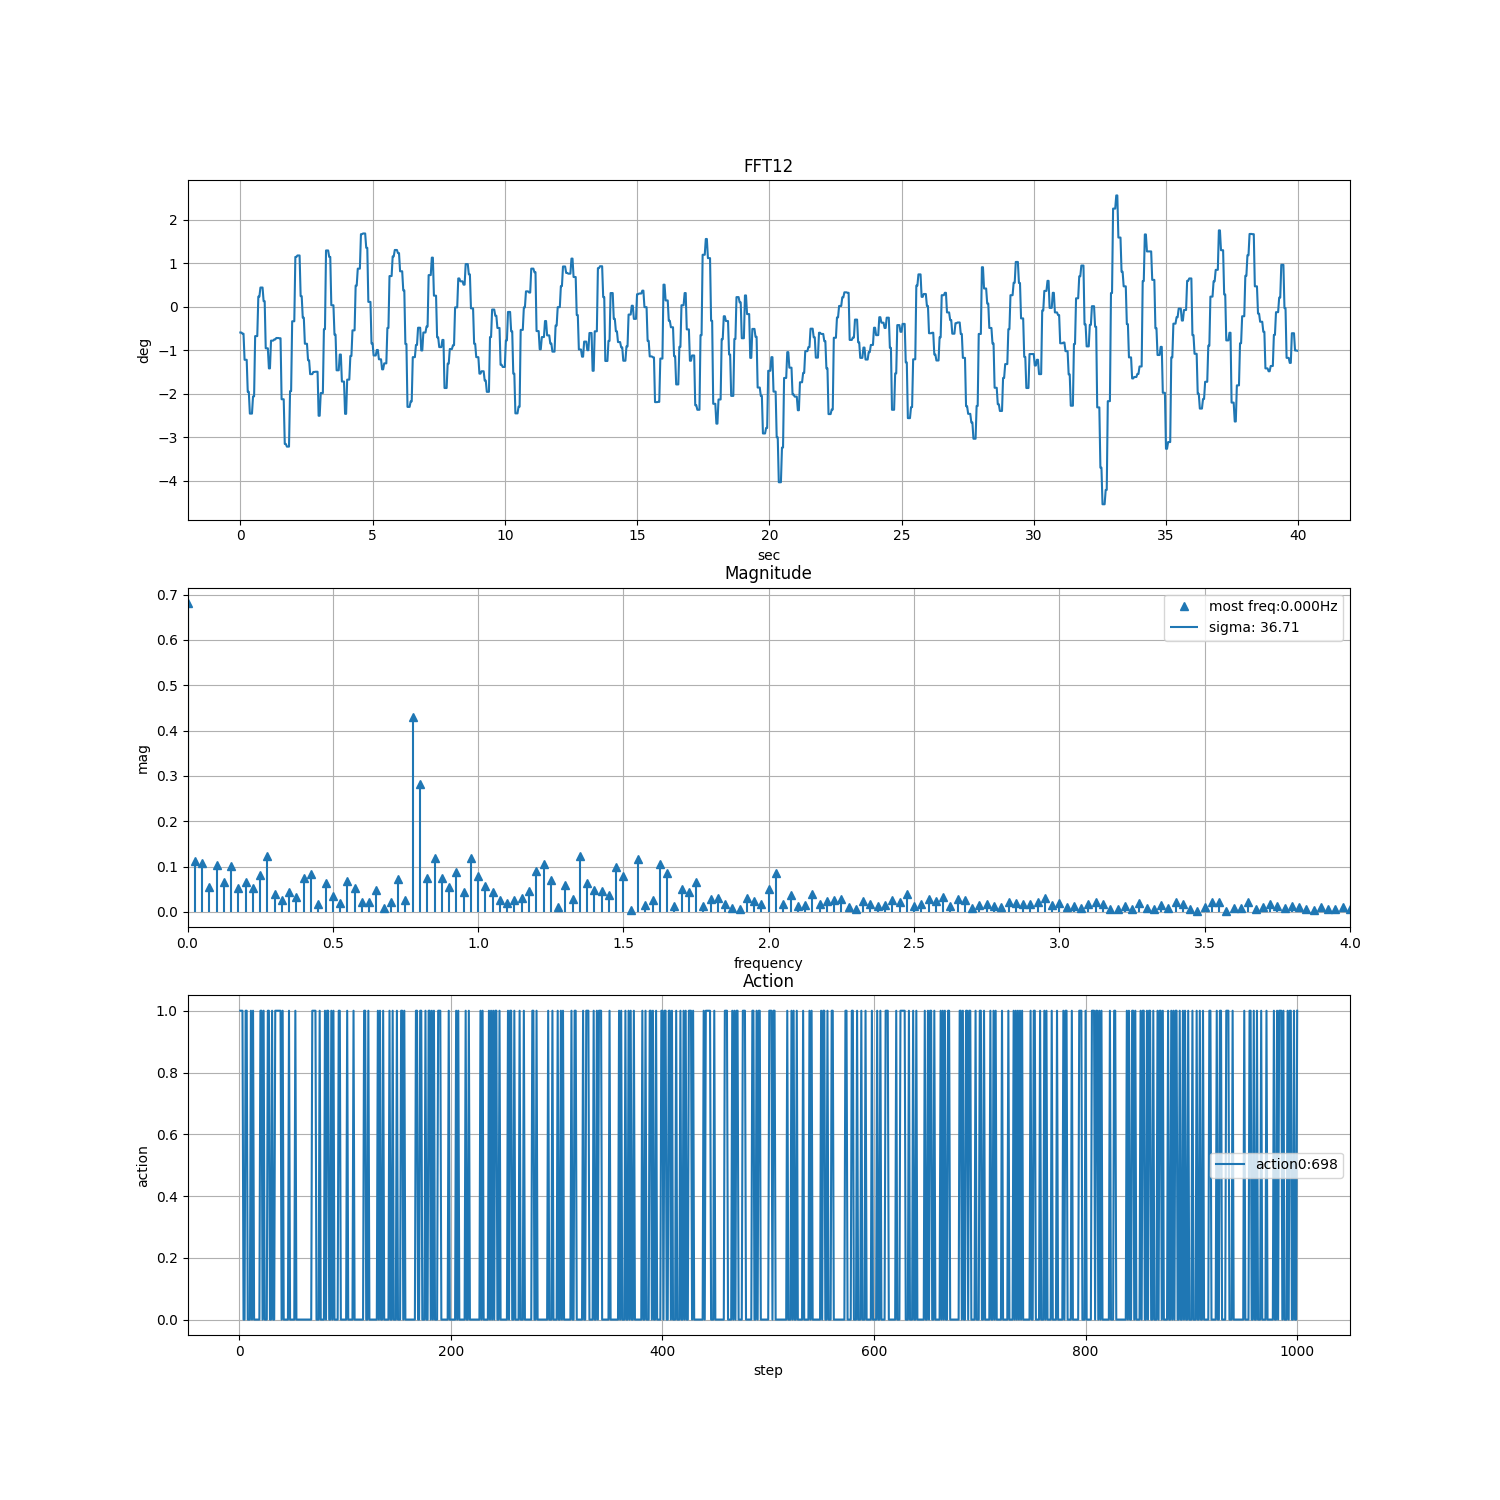 FFT12
2
1
0
−1
−2
−3
−4
deg
0 5 10 15 20 25 30 35 40
sec
Magnitude
0.7
0.6
0.5
0.4
0.3
0.2
0.1
0.0
mag
most freq:0.000Hz
sigma: 36.71
0.0 0.5 1.0 1.5 2.0 2.5 3.0 3.5 4.0
frequency
Action
1.0
0.8
0.6
0.4
0.2
0.0
action
action0:698
0 200 400 600 800 1000
step